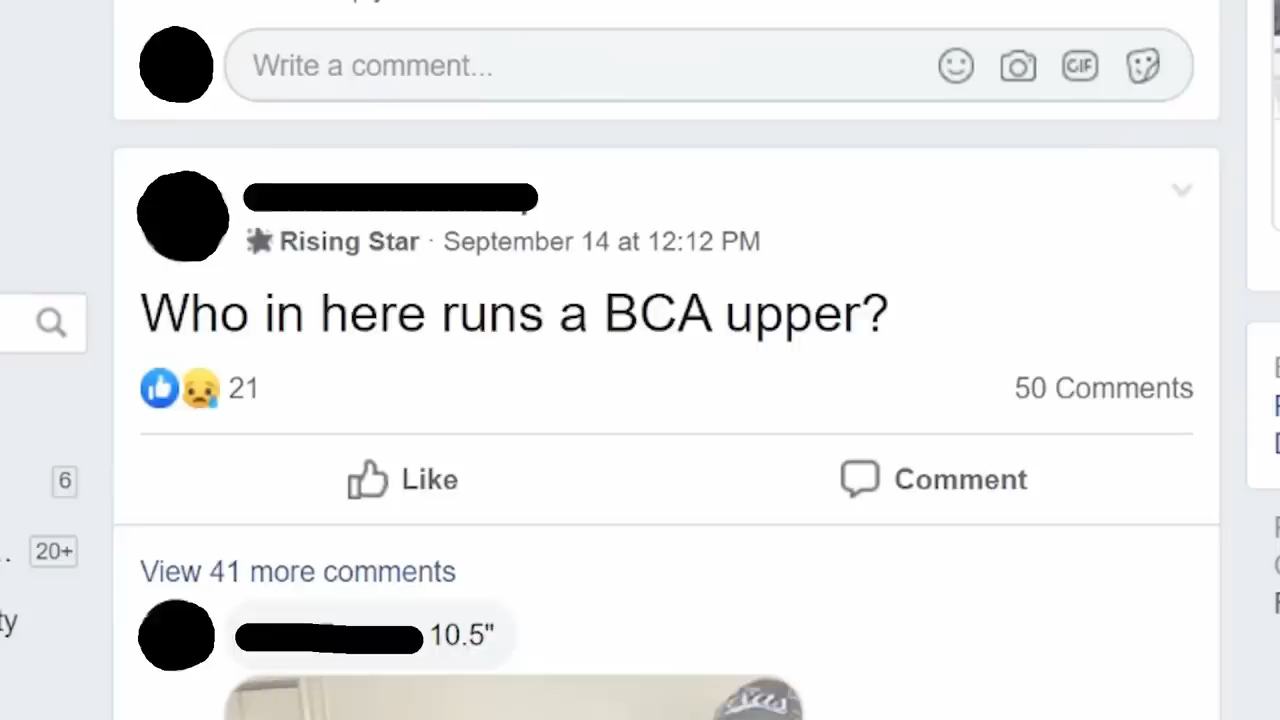 Write a comment...
GIF
Rising Star · September 14 at 12:12 PM
Who in here runs a BCA upper?
21
50 Comments
Like
Comment
6
20+
View 41 more comments
10.5"